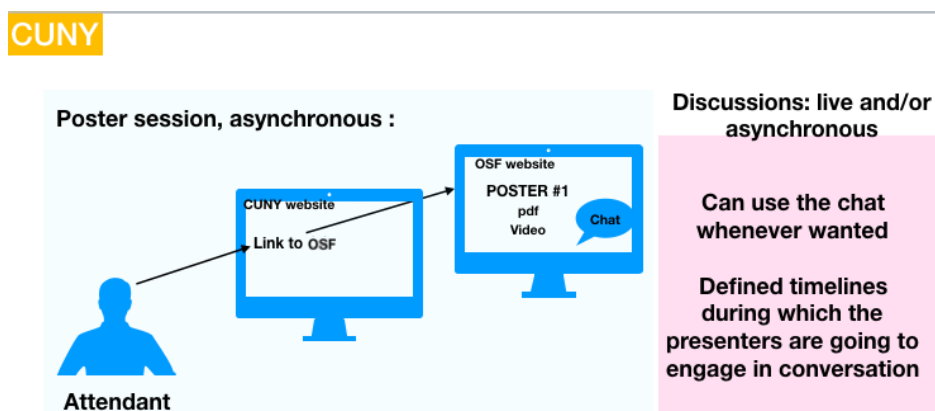 CUNY
Poster session, asynchronous :
Discussions: live and/or
asynchronous
CUNY website
Link to OSF
OSF website
POSTER #1
pdf
Video
Chat
Attendant
Can use the chat
whenever wanted
Defined timelines
during which the
presenters are going to
engage in conversation